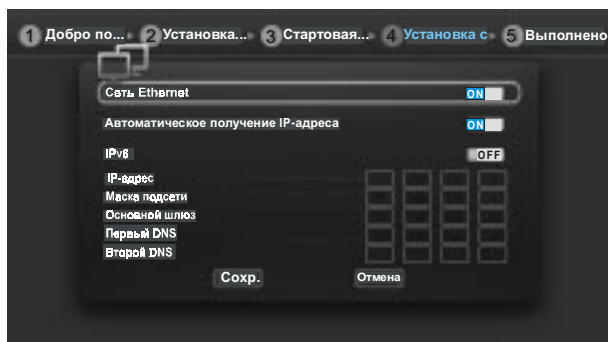 1 Добро по... 2 Установка... 3 Стартовая... 4 Установка с 5 Выполнено
Сеть Ethernet ON
Автоматическое получение IP-адреса ON
IPv6 OFF
IP-адрес
Маска подсети
Основной шлюз
Первый DNS
Второй DNS
Сохр. Отмена